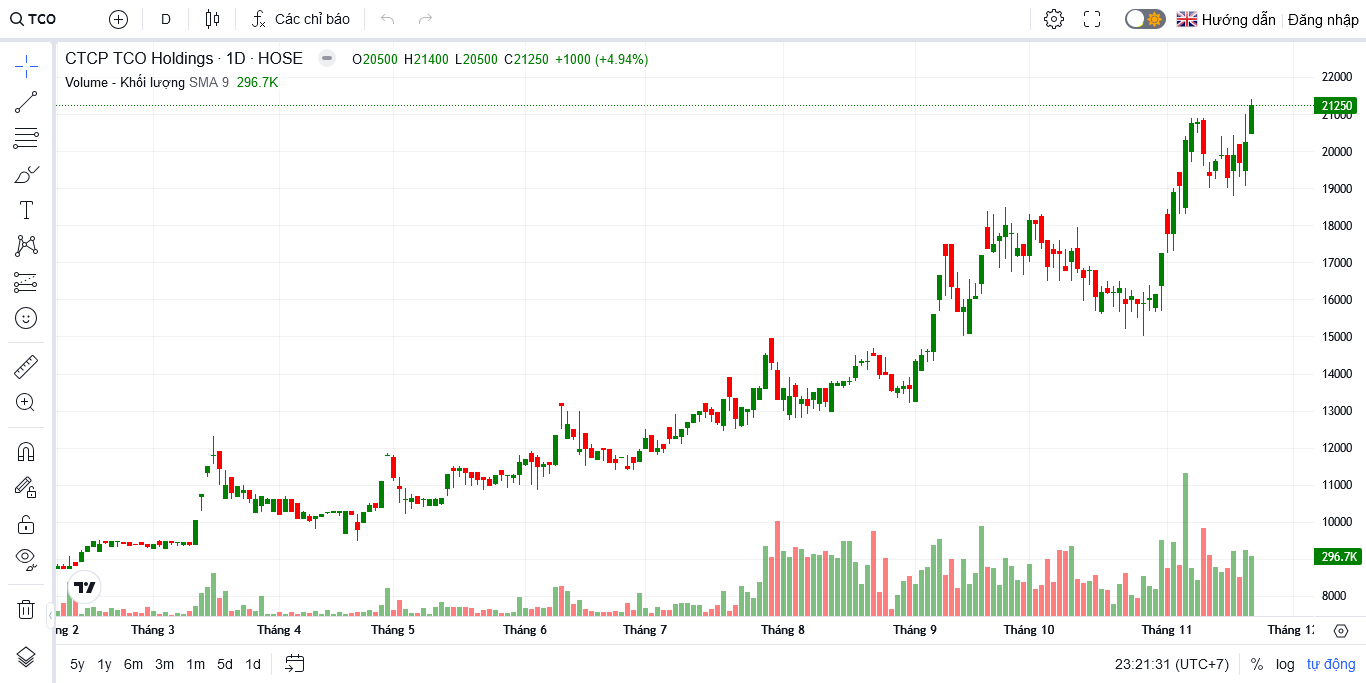 TCO D Các chỉ báo Hướng dẫn Đăng nhập
CTCP TCO Holdings · 1D · HOSE O20500 H21400 L20500 C21250 +1000 (+4.94%)
Volume - Khối lượng SMA 9 296.7K
22000
21250
21000
20000
19000
18000
17000
16000
15000
14000
13000
12000
11000
10000
296.7K
8000
ng 2 Tháng 3 Tháng 4 Tháng 5 Tháng 6 Tháng 7 Tháng 8 Tháng 9 Tháng 10 Tháng 11 Tháng 1
5y 1y 6m 3m 1m 5d 1d 23:21:31 (UTC+7) % log tự động